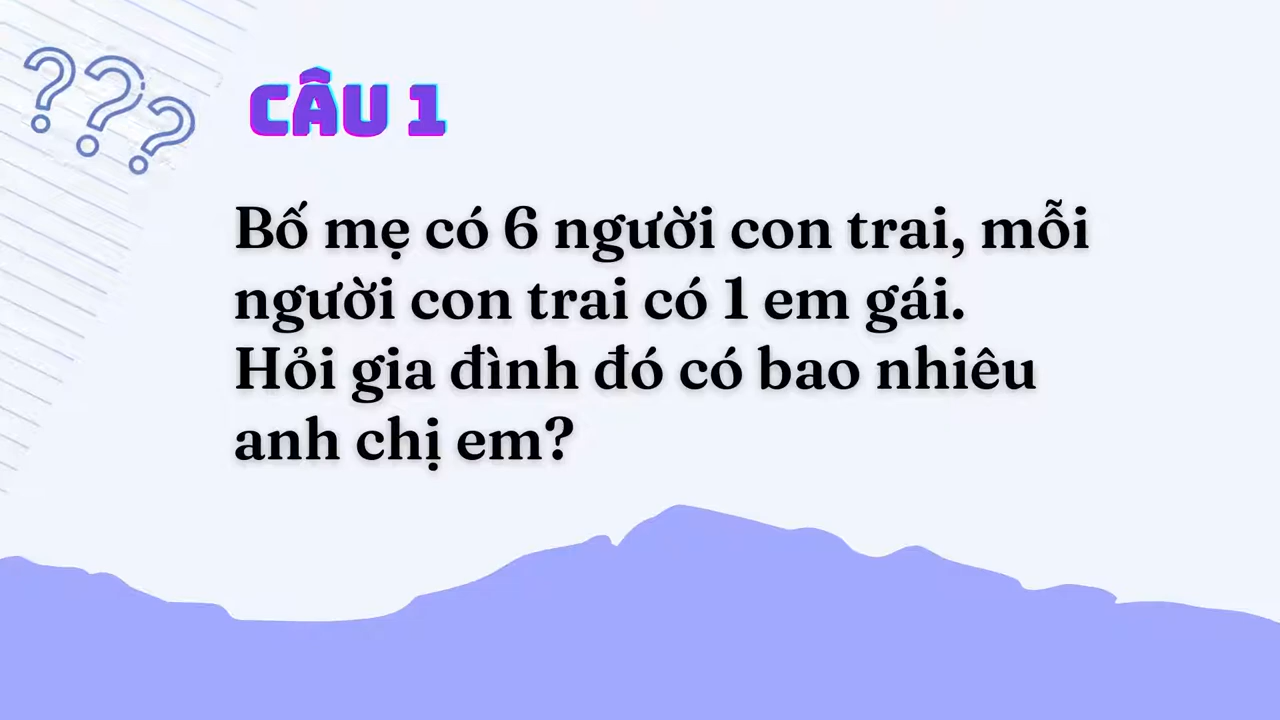 ???
CÂU 1
Bố mẹ có 6 người con trai, mỗi
người con trai có 1 em gái.
Hỏi gia đình đó có bao nhiêu
anh chị em?